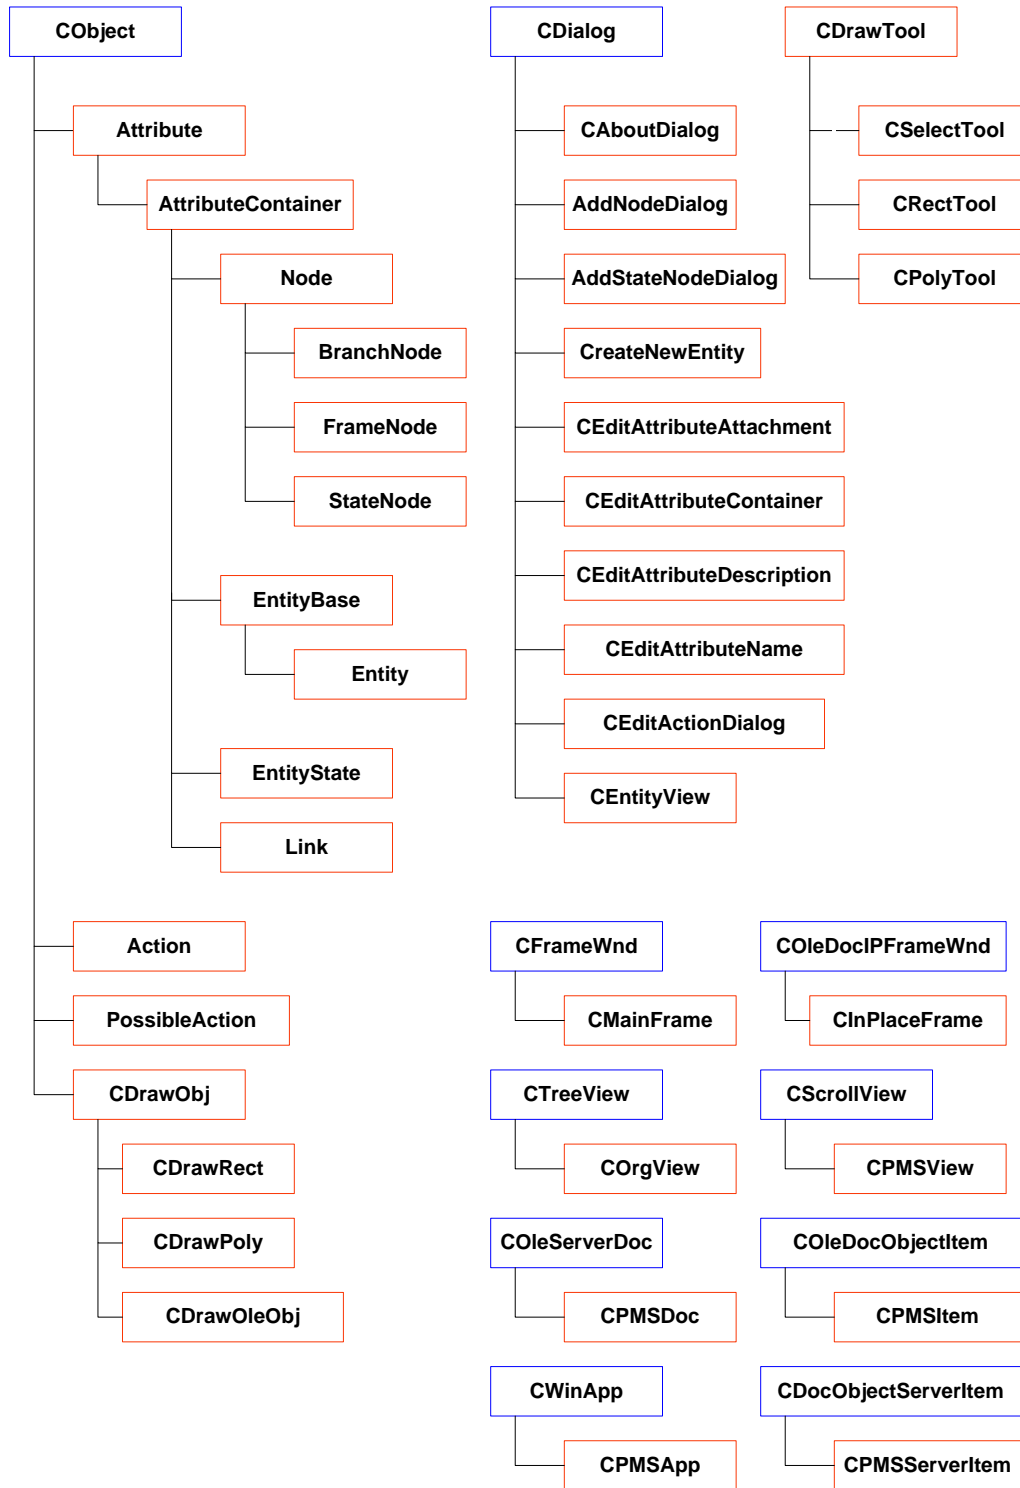 CObject
Attribute
AttributeContainer
Node
BranchNode
FrameNode
StateNode
EntityBase
Entity
EntityState
Link
Action
PossibleAction
CDrawObj
CDrawRect
CDrawPoly
CDrawOleObj
CDialog
CAboutDialog
AddNodeDialog
AddStateNodeDialog
CreateNewEntity
CEditAttributeAttachment
CEditAttributeContainer
CEditAttributeDescription
CEditAttributeName
CEditActionDialog
CEntityView
CDrawTool
CSelectTool
CRectTool
CPolyTool
CFrameWnd
CMainFrame
COleDocIPFrameWnd
CInPlaceFrame
CTreeView
COrgView
CScrollView
CPMSView
COleServerDoc
CPMSDoc
COleDocObjectItem
CPMSItem
CWinApp
CPMSApp
CDocObjectServerItem
CPMSServerItem